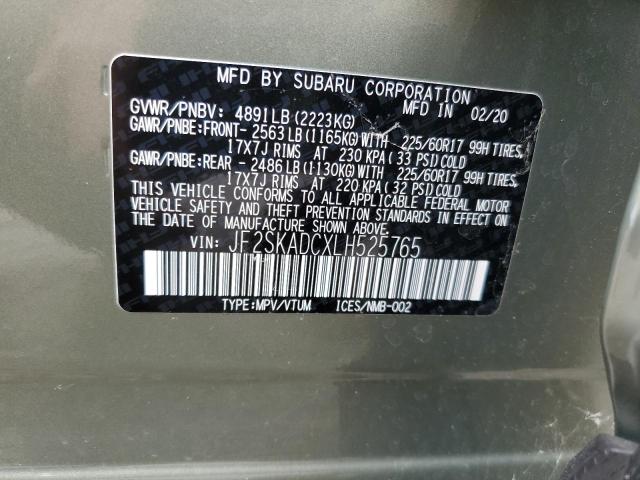 MFD BY SUBARU CORPORATION
GVWR/PNBV: 4891LB(2223KG) MFD IN 02/20
GAWR/PNBE:FRONT- 2563LB(1165KG)WITH 225/60R17 99H TIRES,
17X7J RIMS AT 230 KPA(33 PSI)COLD
GAWR/PNBE:REAR - 2486LB(1130KG)WITH 225/60R17 99H TIRES,
17X7J RIMS AT 220 KPA(32 PSI)COLD
THIS VEHICLE CONFORMS TO ALL APPLICABLE FEDERAL MOTOR
VEHICLE SAFETY AND THEFT PREVENTION STANDARDS IN EFFECT
ON THE DATE OF MANUFACTURE SHOWN ABOVE.
VIN: JF2SKADCXLH525765
TYPE:MPV/VTUM ICES/NMB-002